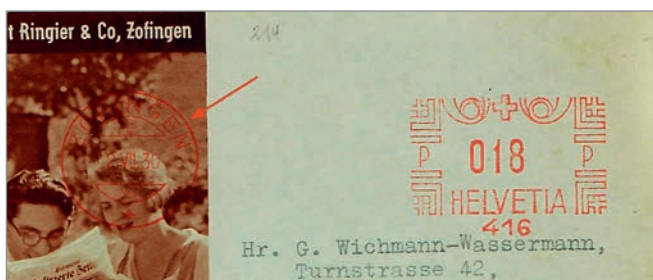 t Ringier & Co, Zofingen
214
P 018 P
HELVETIA
416
Hr. G. Wichmann-Wassermann,
Turnstrasse 42,